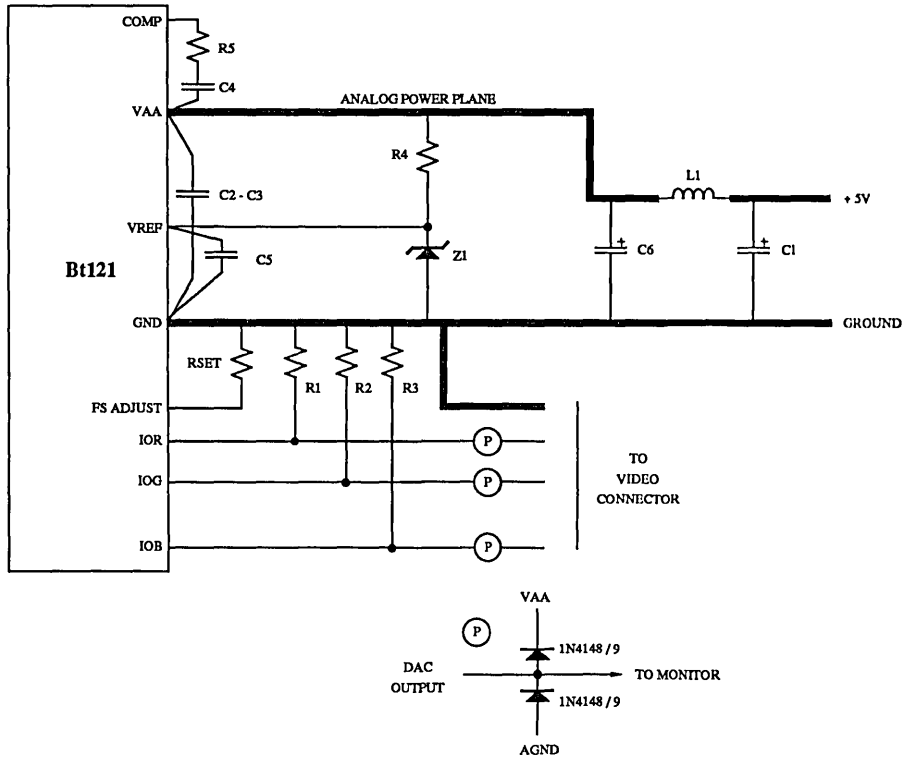 COMP
R5
C4
ANALOG POWER PLANE
VAA
R4
L1
C2 - C3
+ 5V
VREF
+
+
C5
Z1
C6
C1
Bt121
GND
GROUND
RSET
R1
R2
R3
FS ADJUST
IOR
P
TO
VIDEO
CONNECTOR
IOG
P
IOB
P
VAA
P
1N4148 / 9
DAC
OUTPUT
TO MONITOR
1N4148 / 9
AGND